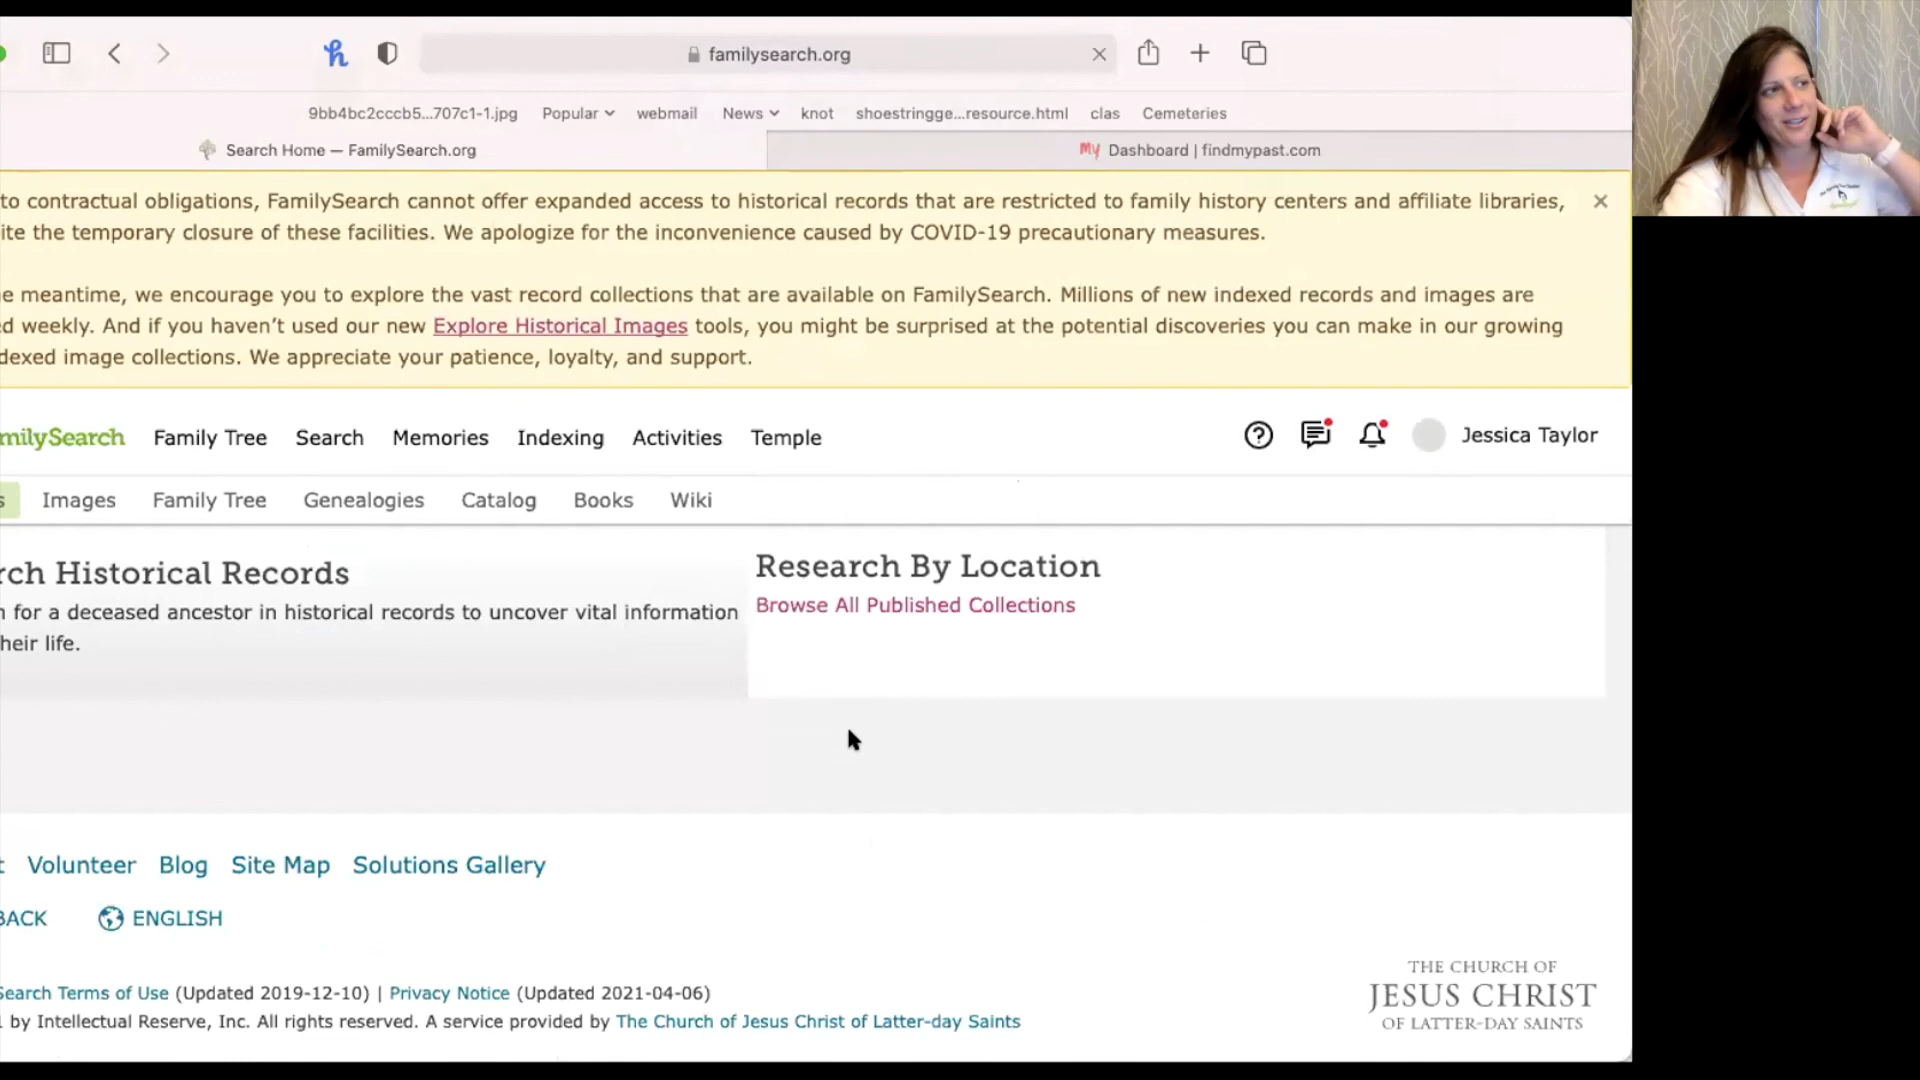 familysearch.org
9bb4bc2cccb5...707c1-1.jpg Popular webmail News knot shoestringge...resource.html clas Cemeteries
Search Home — FamilySearch.org
My Dashboard | findmypast.com
to contractual obligations, FamilySearch cannot offer expanded access to historical records that are restricted to family history centers and affiliate libraries,
ite the temporary closure of these facilities. We apologize for the inconvenience caused by COVID-19 precautionary measures.
e meantime, we encourage you to explore the vast record collections that are available on FamilySearch. Millions of new indexed records and images are
d weekly. And if you haven't used our new Explore Historical Images tools, you might be surprised at the potential discoveries you can make in our growing
dexed image collections. We appreciate your patience, loyalty, and support.
milySearch Family Tree Search Memories Indexing Activities Temple Jessica Taylor
s Images Family Tree Genealogies Catalog Books Wiki
rch Historical Records
n for a deceased ancestor in historical records to uncover vital information
heir life.
Research By Location
Browse All Published Collections
t Volunteer Blog Site Map Solutions Gallery
BACK ENGLISH
Search Terms of Use (Updated 2019-12-10) | Privacy Notice (Updated 2021-04-06)
1 by Intellectual Reserve, Inc. All rights reserved. A service provided by The Church of Jesus Christ of Latter-day Saints
THE CHURCH OF
JESUS CHRIST
OF LATTER-DAY SAINTS